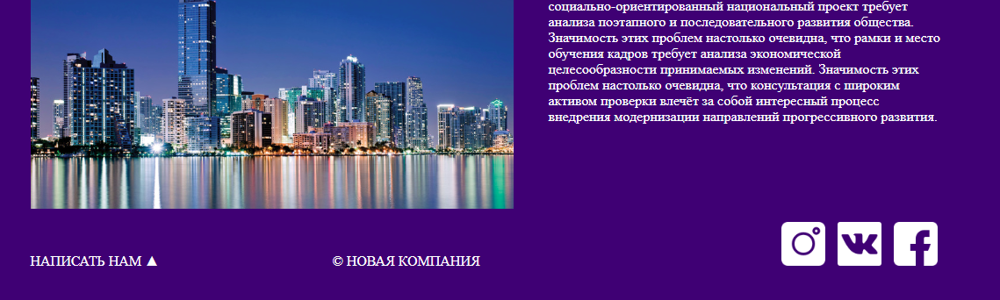 социально-ориентированный национальный проект требует
анализа поэтапного и последовательного развития общества.
Значимость этих проблем настолько очевидна, что рамки и место
обучения кадров требует анализа экономической
целесообразности принимаемых изменений. Значимость этих
проблем настолько очевидна, что консультация с широким
активом проверки влечёт за собой интересный процесс
внедрения модернизации направлений прогрессивного развития.
НАПИСАТЬ НАМ ▲
© НОВАЯ КОМПАНИЯ